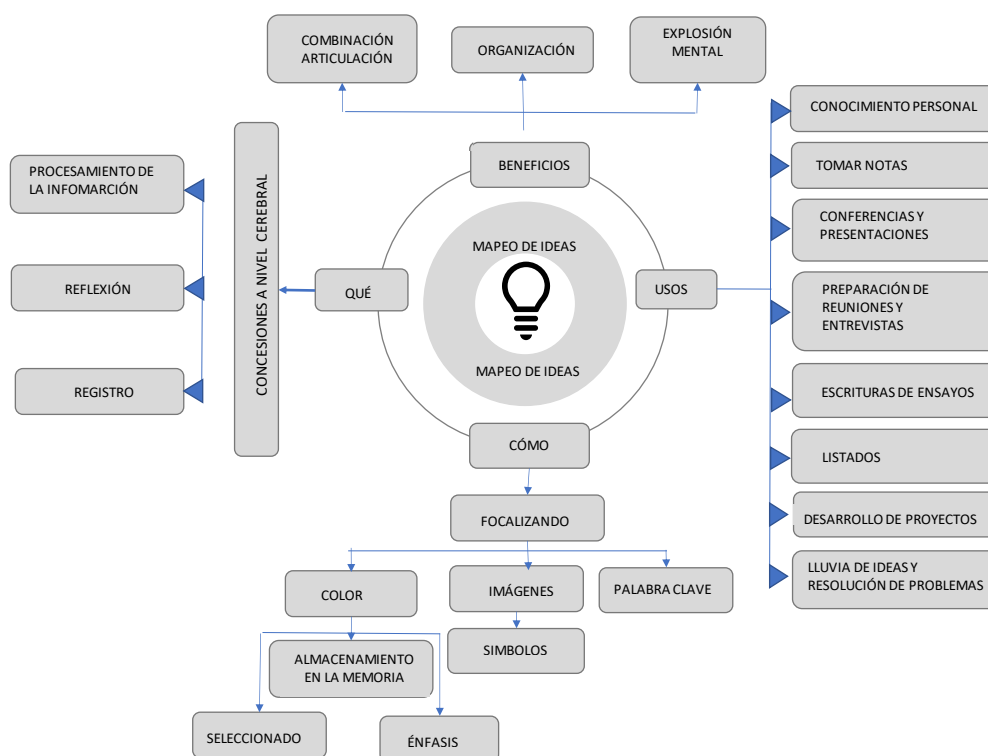 COMBINACIÓN
ARTICULACIÓN
ORGANIZACIÓN
EXPLOSIÓN
MENTAL
BENEFICIOS
PROCESAMIENTO DE
LA INFOMARCIÓN
REFLEXIÓN
REGISTRO
CONCESIONES A NIVEL CEREBRAL
QUÉ
MAPEO DE IDEAS
MAPEO DE IDEAS
USOS
CONOCIMIENTO PERSONAL
TOMAR NOTAS
CONFERENCIAS Y
PRESENTACIONES
PREPARACIÓN DE
REUNIONES Y
ENTREVISTAS
ESCRITURAS DE ENSAYOS
LISTADOS
DESARROLLO DE PROYECTOS
LLUVIA DE IDEAS Y
RESOLUCIÓN DE PROBLEMAS
CÓMO
FOCALIZANDO
COLOR
IMÁGENES
PALABRA CLAVE
SIMBOLOS
ALMACENAMIENTO
EN LA MEMORIA
SELECCIONADO
ÉNFASIS